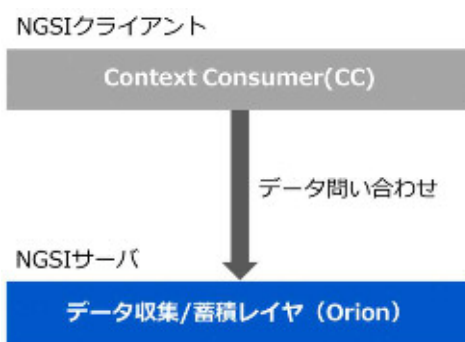 NGSIクライアント
Context Consumer(CC)
データ問い合わせ
NGSIサーバ
データ収集/蓄積レイヤ（Orion）